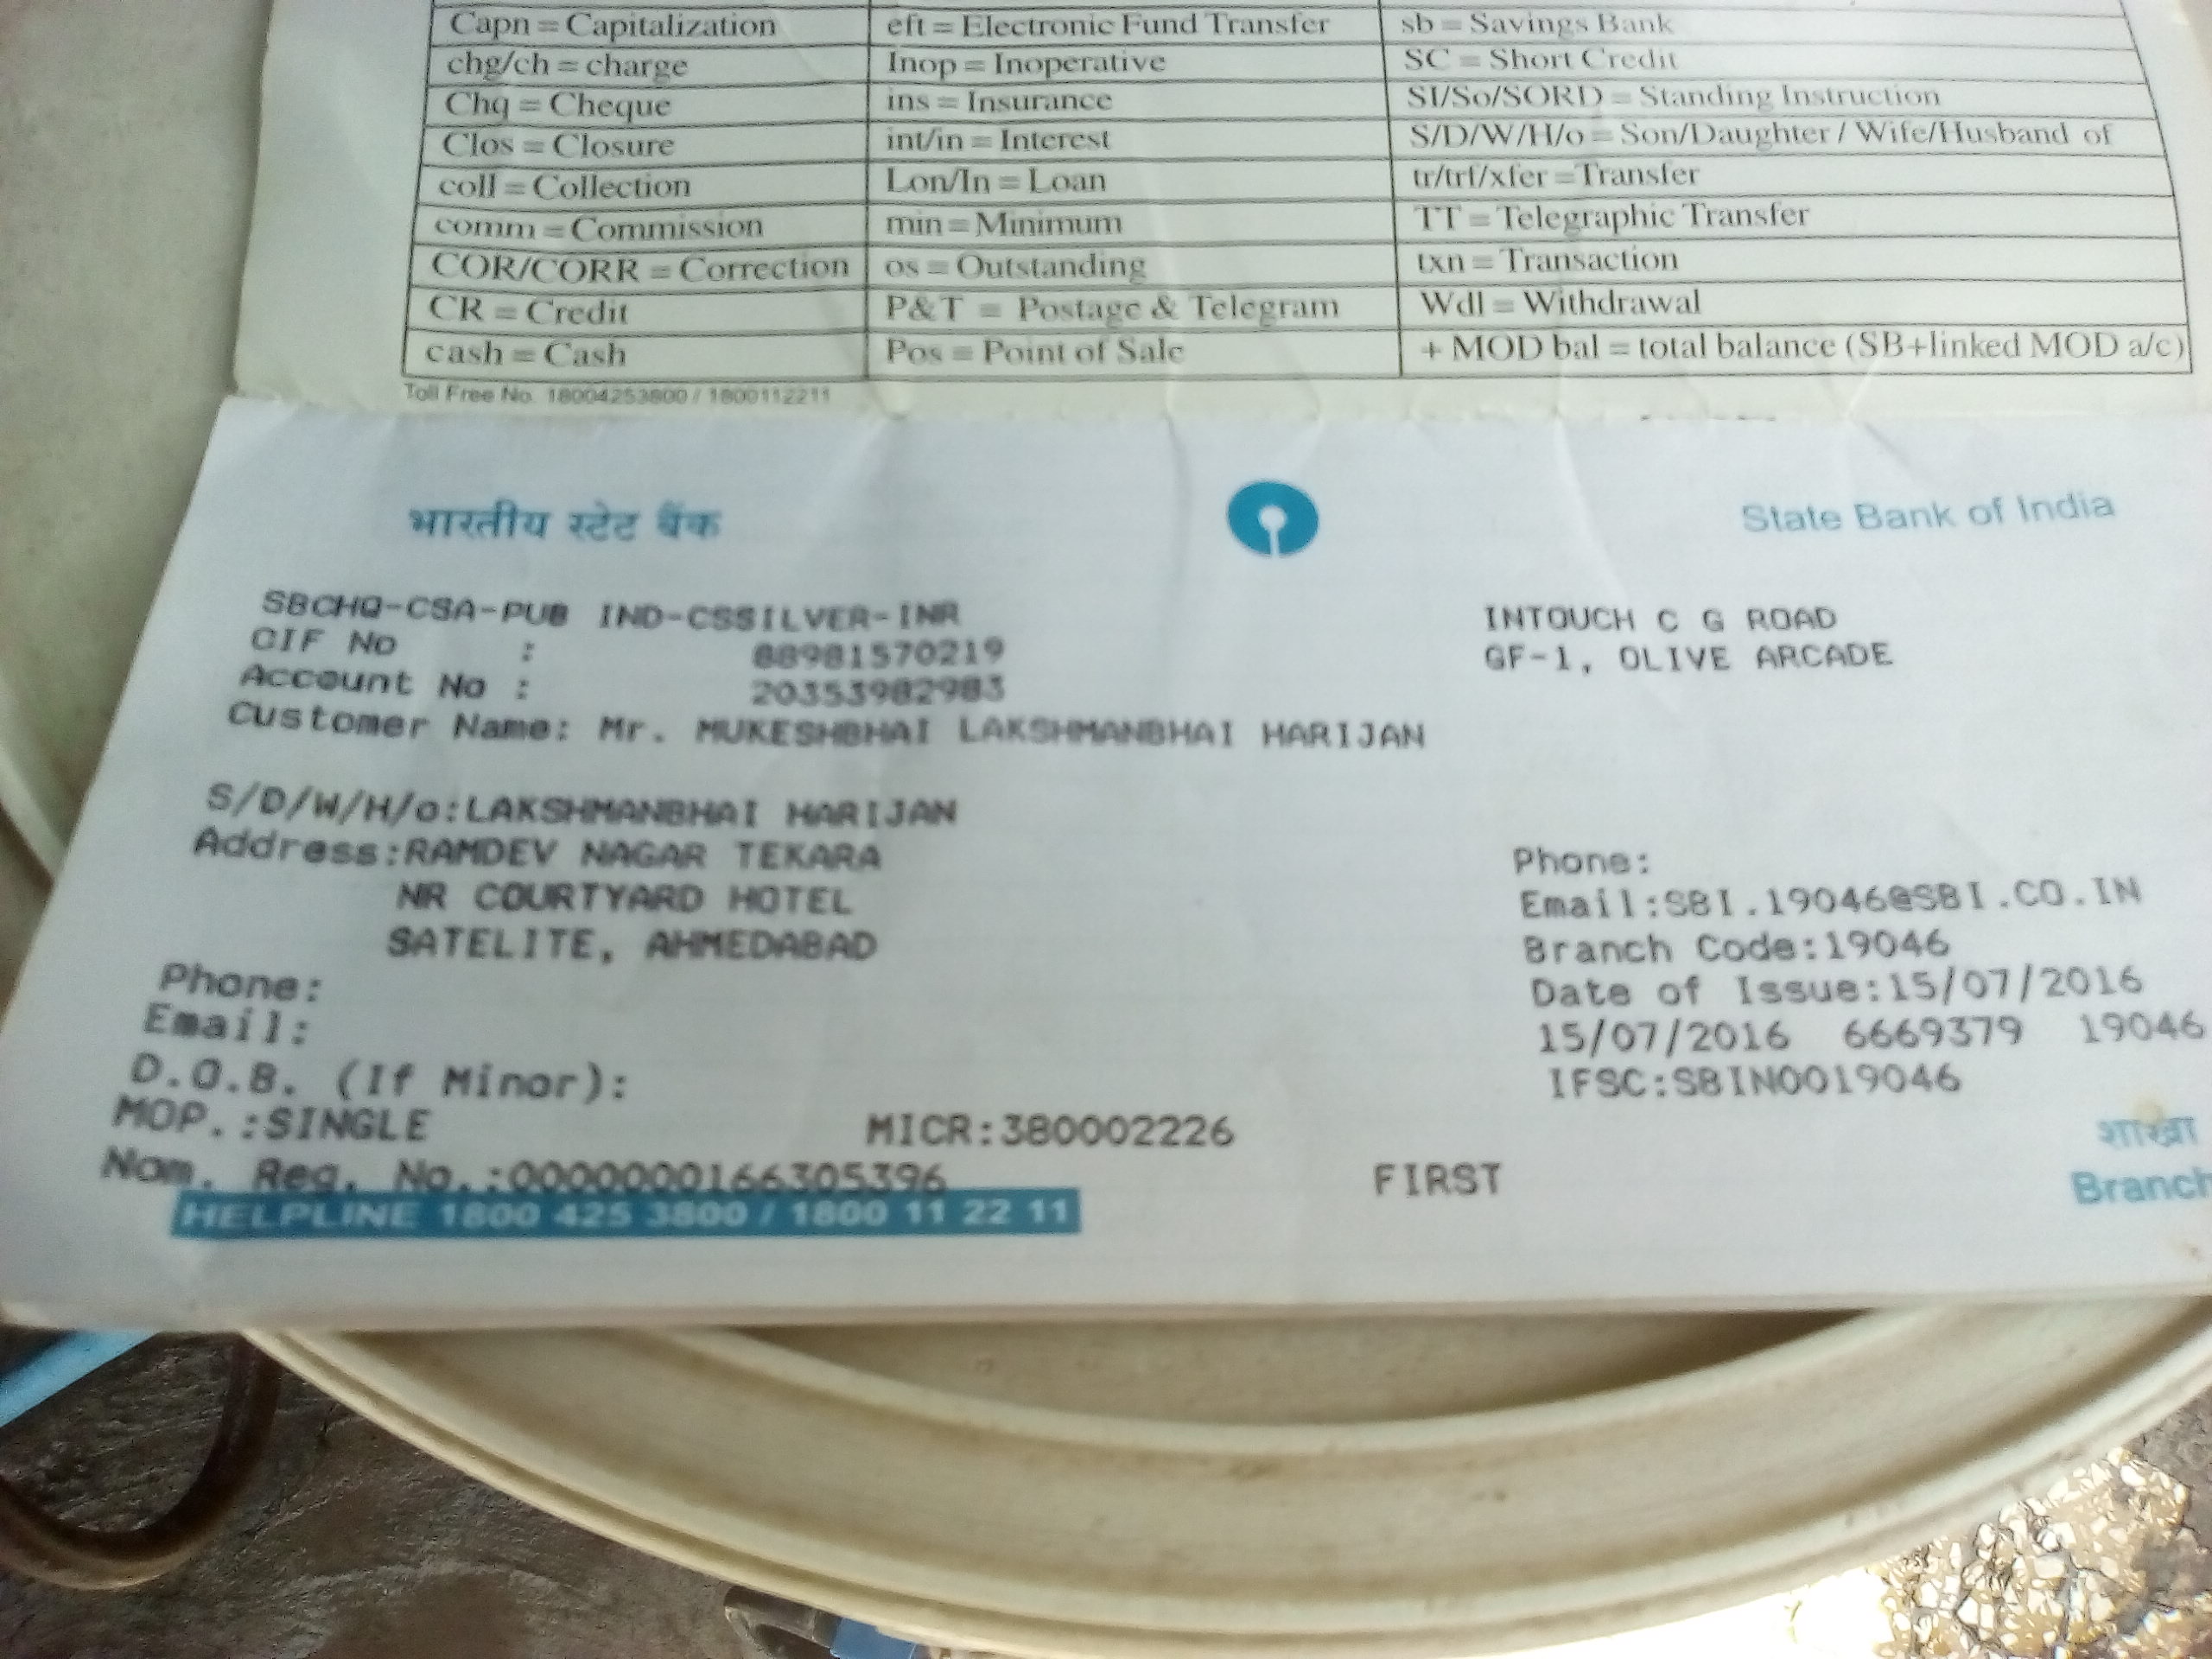 Capn = Capitalization eft = Electronic Fund Transfer sb = Savings Bank
chg/ch = charge Inop = Inoperative SC = Short Credit
Chq = Cheque ins = Insurance SI/So/SORD = Standing Instruction
Clos = Closure int/in = Interest S/D/W/H/o = Son/Daughter / Wife/Husband of
coll = Collection Lon/In = Loan tr/trf/xfer =Transfer
comm = Commission min = Minimum TT = Telegraphic Transfer
COR/CORR = Correction os = Outstanding txn = Transaction
CR = Credit P&T = Postage & Telegram Wdl = Withdrawal
cash = Cash Pos = Point of Sale + MOD bal = total balance (SB+linked MOD a/c)
Toll Free No. 18004253800 / 1800112211
भारतीय स्टेट बैंक State Bank of India
SBCHQ-CSA-PUB IND-CSSILVER-INR INTOUCH C G ROAD
CIF No : 88981570219 GF-1, OLIVE ARCADE
Account No : 20353982983
Customer Name: Mr. MUKESHBHAI LAKSHMANBHAI HARIJAN
S/D/W/H/o:LAKSHMANBHAI HARIJAN
Address:RAMDEV NAGAR TEKARA Phone:
NR COURTYARD HOTEL Email:SBI.19046@SBI.CO.IN
SATELITE, AHMEDABAD Branch Code:19046
Phone: Date of Issue:15/07/2016
Email: 15/07/2016 6669379 19046
D.O.B. (If Minor): IFSC:SBIN0019046
MOP.:SINGLE MICR:380002226 शाखा
Nom. Reg. No.:0000000166305396 FIRST Branch
HELPLINE 1800 425 3800 / 1800 11 22 11